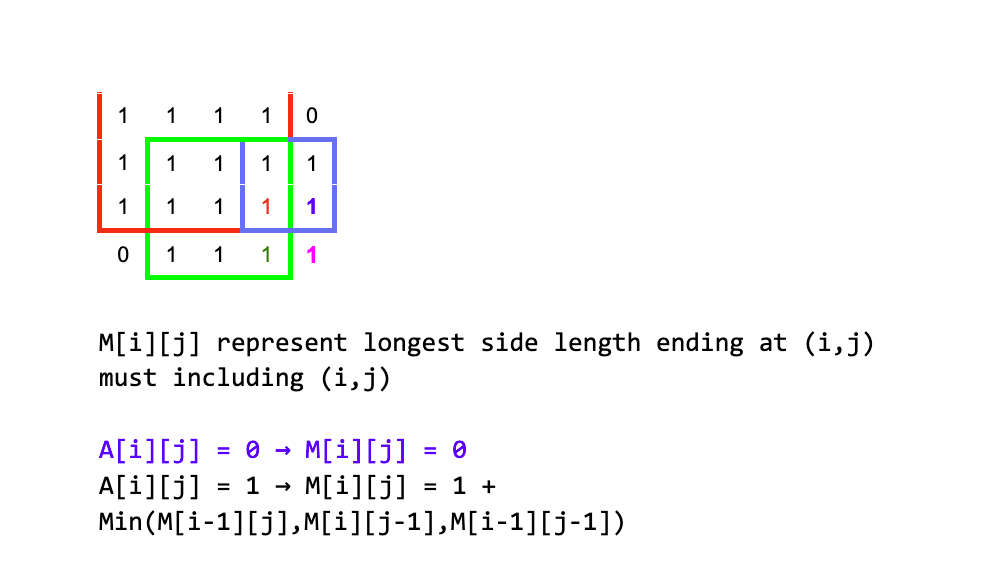 1 1 1 1 0
1 1 1 1 1
1 1 1 1 1
0 1 1 1 1
M[i][j] represent longest side length ending at (i,j)
must including (i,j)
A[i][j] = 0 → M[i][j] = 0
A[i][j] = 1 → M[i][j] = 1 +
Min(M[i-1][j],M[i][j-1],M[i-1][j-1])